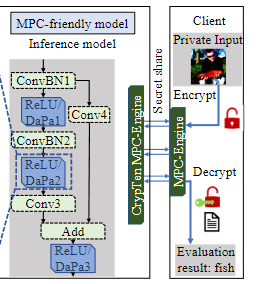 MPC-friendly model
Inference model
ConvBN1
ReLU/
DaPa1
Conv4
ConvBN2
ReLU/
DaPa2
Conv3
Add
ReLU/
DaPa3
CrypTen MPC-Engine
Secret share
MPC-Engine
Client
Private Input
Encrypt
Decrypt
Evaluation
result: fish